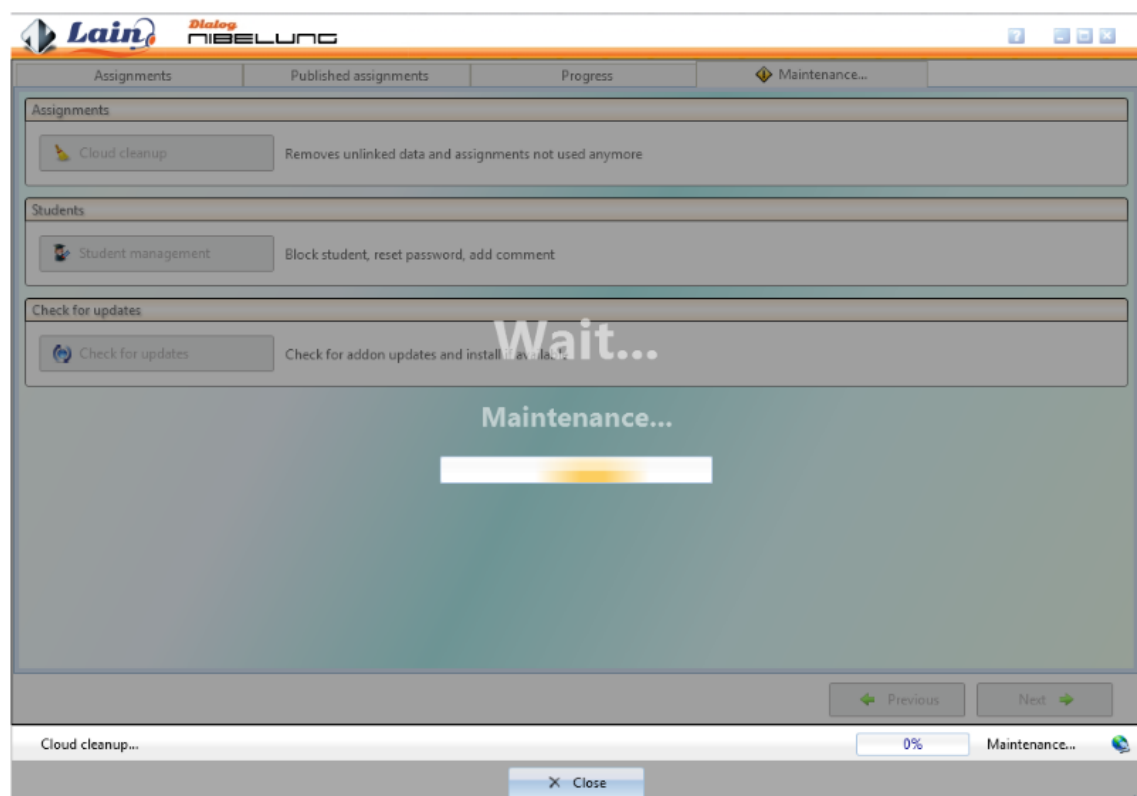 Lain Dialog NIBELUNG
Assignments Published assignments Progress Maintenance...
Assignments
Cloud cleanup Removes unlinked data and assignments not used anymore
Students
Student management Block student, reset password, add comment
Check for updates
Check for updates Check for addon updates and install if available
Wait...
Maintenance...
Previous Next
Cloud cleanup... 0% Maintenance...
Close